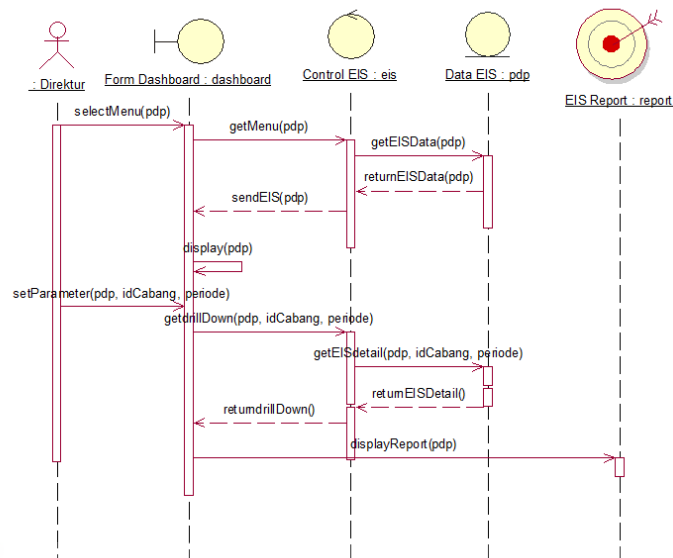 : Direktur
Form Dashboard : dashboard
Control EIS : eis
Data EIS : pdp
EIS Report : report
selectMenu(pdp)
getMenu(pdp)
getEISData(pdp)
returnEISData(pdp)
sendEIS(pdp)
display(pdp)
setParameter(pdp, idCabang, periode)
getdrillDown(pdp, idCabang, periode)
getEISdetail(pdp, idCabang, periode)
returnEISDetail()
returndrillDown()
displayReport(pdp)